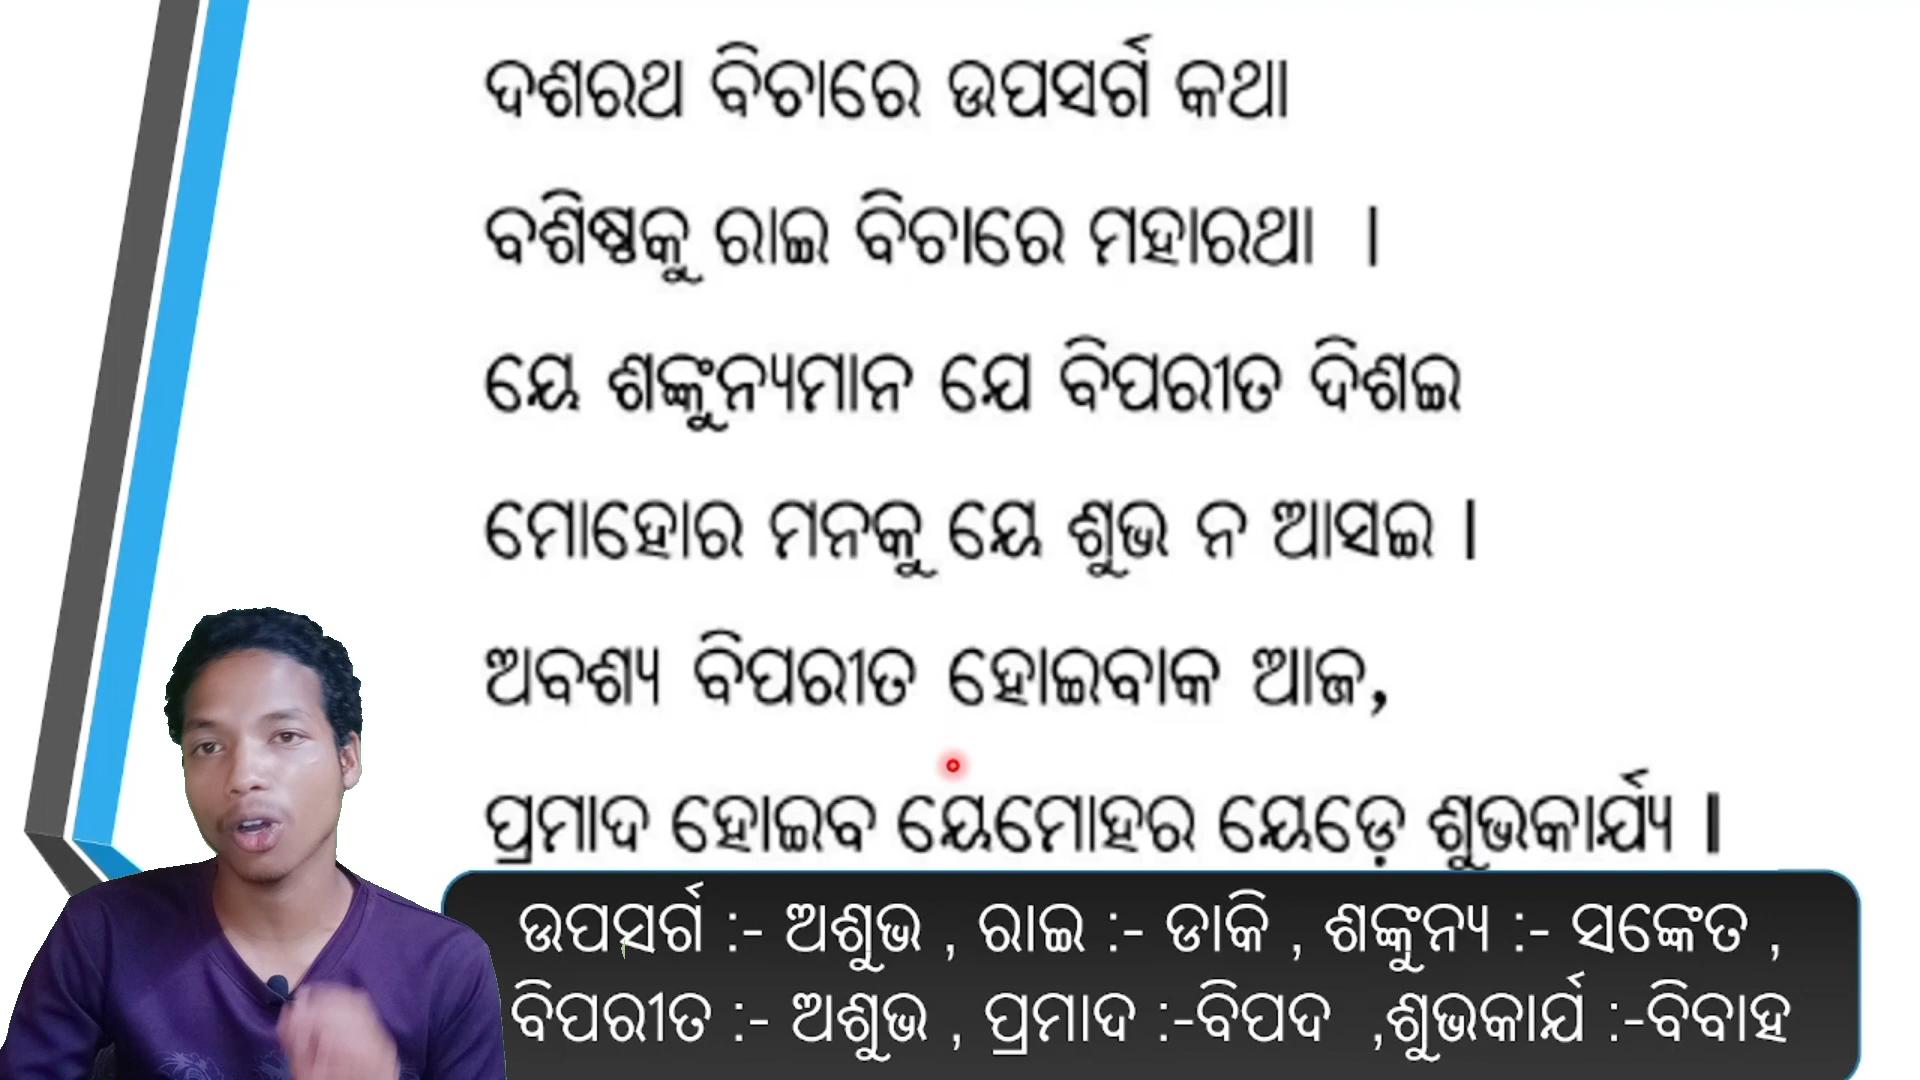 ଦଶରଥ ବିଚାରେ ଉପସର୍ଗ କଥା
ବଶିଷ୍ଣକୁ ରାଇ ବିଚାରେ ମହାରଥା ।
ୟେ ଶଙ୍କୁନ୍ୟମାନ ଯେ ବିପରୀତ ଦିଶଇ
ମୋହୋର ମନକୁ ୟେ ଶୁଭ ନ ଆସଇ ।
ଅବଶ୍ୟ ବିପରୀତ ହୋଇବାକ ଆଜ,
ପ୍ରମାଦ ହୋଇବ ୟେମୋହର ୟେଡ଼େ ଶୁଭକାର୍ଯ୍ୟ ।
ଉପସର୍ଗ :- ଅଶୁଭ , ରାଇ :- ଡାକି , ଶଙ୍କୁନ୍ୟ :- ସଙ୍କେତ ,
ବିପରୀତ :- ଅଶୁଭ , ପ୍ରମାଦ :-ବିପଦ ,ଶୁଭକାର୍ଯ :-ବିବାହ